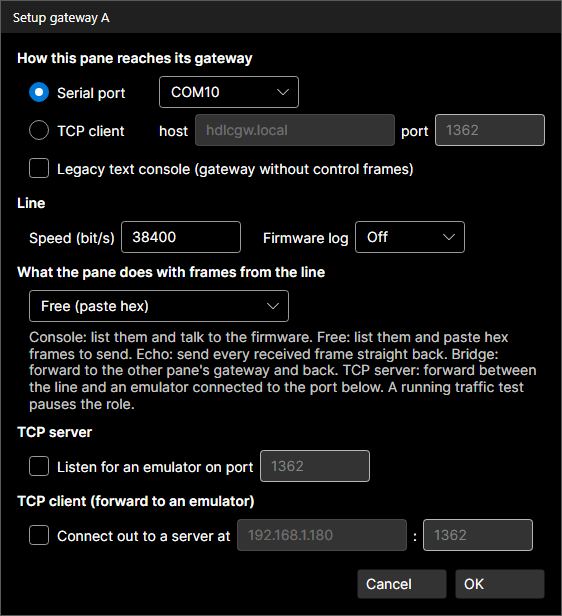 Setup gateway A
How this pane reaches its gateway
Serial port COM10
TCP client host hdlcgw.local port 1362
Legacy text console (gateway without control frames)
Line
Speed (bit/s) 38400 Firmware log Off
What the pane does with frames from the line
Free (paste hex)
Console: list them and talk to the firmware. Free: list them and paste hex
frames to send. Echo: send every received frame straight back. Bridge:
forward to the other pane's gateway and back. TCP server: forward between
the line and an emulator connected to the port below. A running traffic test
pauses the role.
TCP server
Listen for an emulator on port 1362
TCP client (forward to an emulator)
Connect out to a server at 192.168.1.180 : 1362
Cancel OK